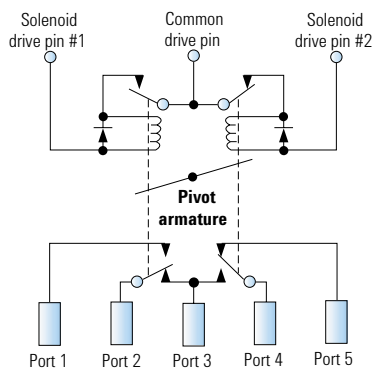 Solenoid
drive pin #1
Common
drive pin
Solenoid
drive pin #2
Pivot
armature
Port 1
Port 2
Port 3
Port 4
Port 5